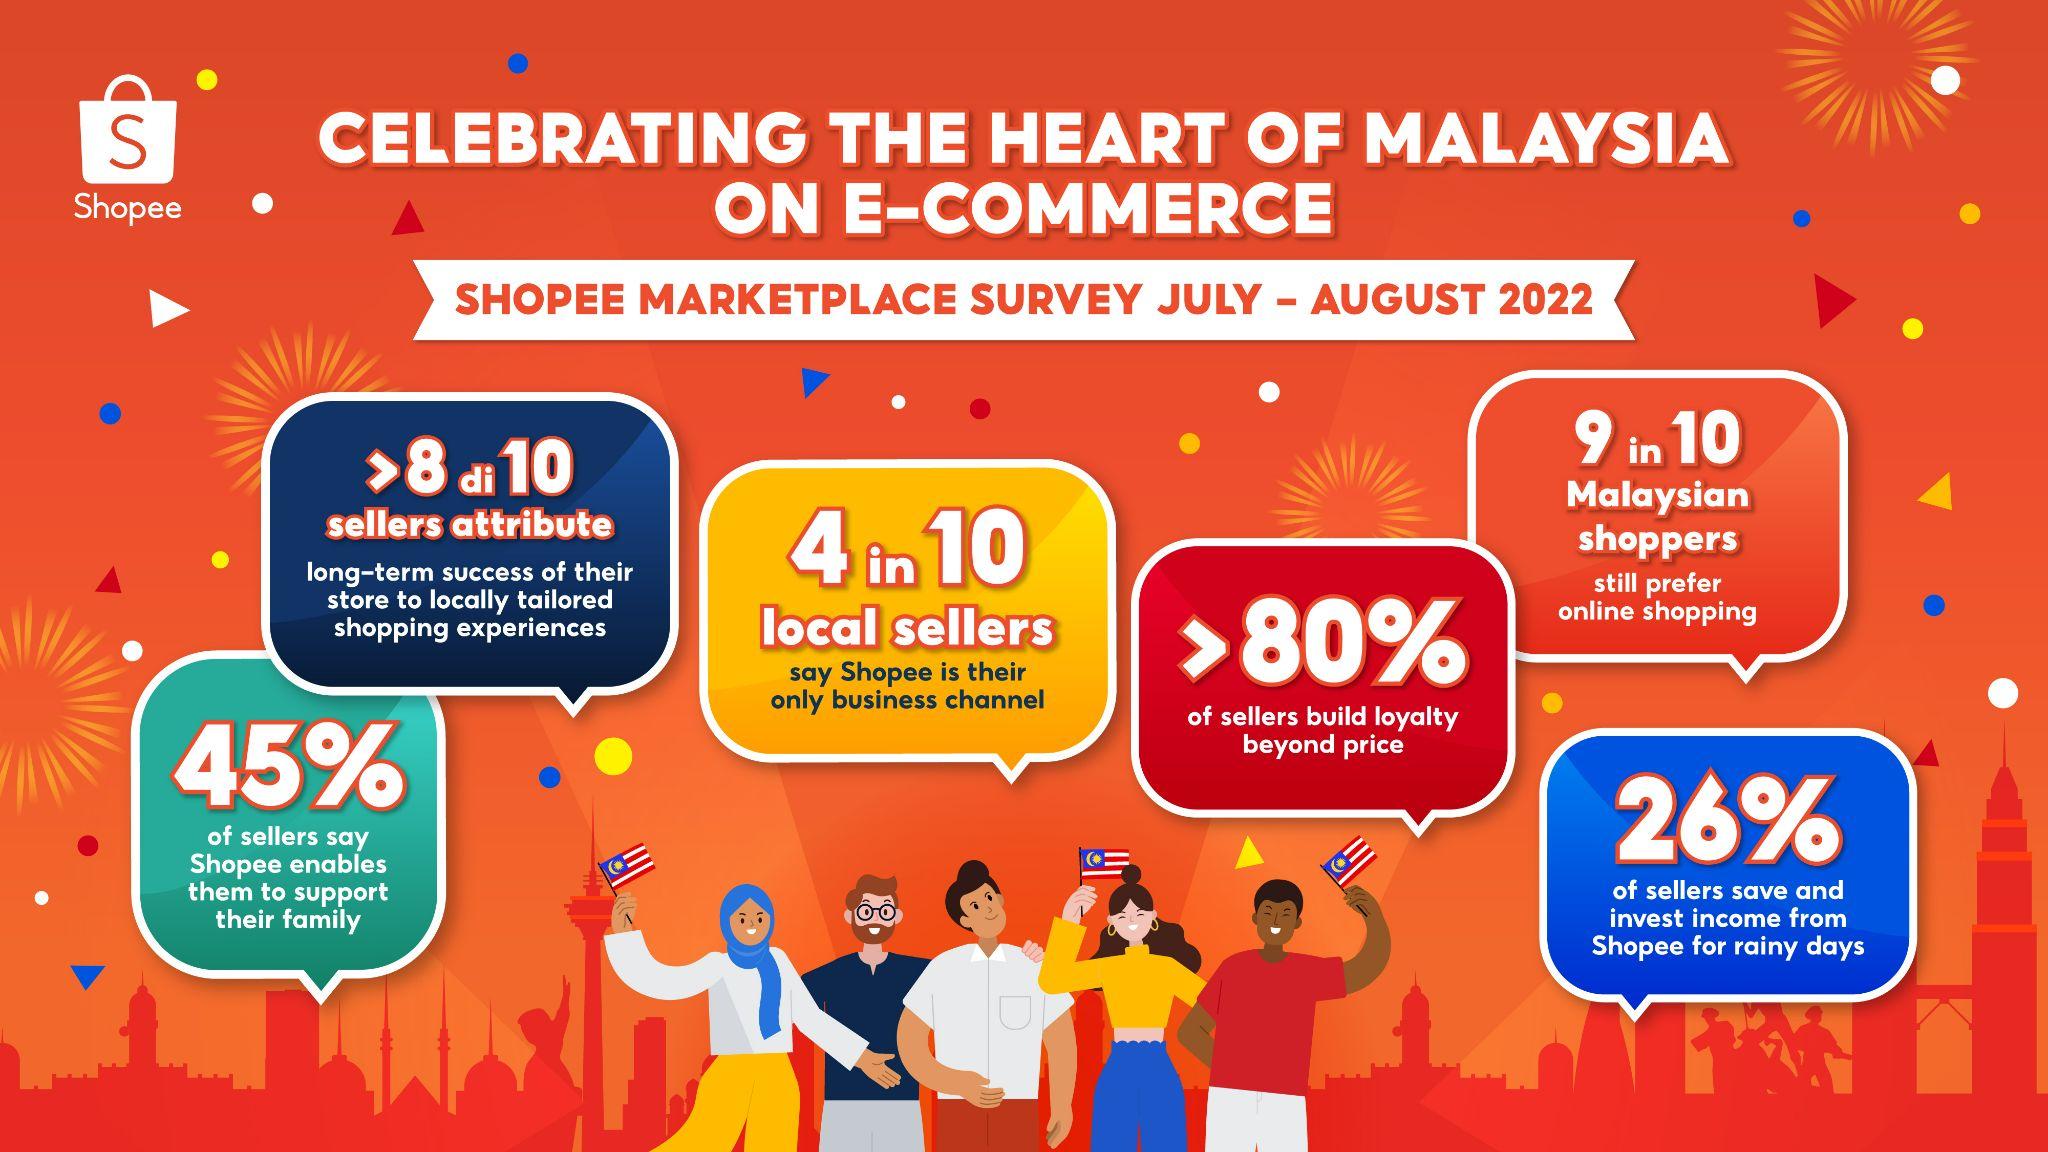 Shopee
CELEBRATING THE HEART OF MALAYSIA
ON E-COMMERCE
SHOPEE MARKETPLACE SURVEY JULY - AUGUST 2022
>8 di 10
sellers attribute
long-term success of their
store to locally tailored
shopping experiences
4 in 10
local sellers
say Shopee is their
only business channel
9 in 10
Malaysian
shoppers
still prefer
online shopping
>80%
of sellers build loyalty
beyond price
45%
of sellers say
Shopee enables
them to support
their family
26%
of sellers save and
invest income from
Shopee for rainy days